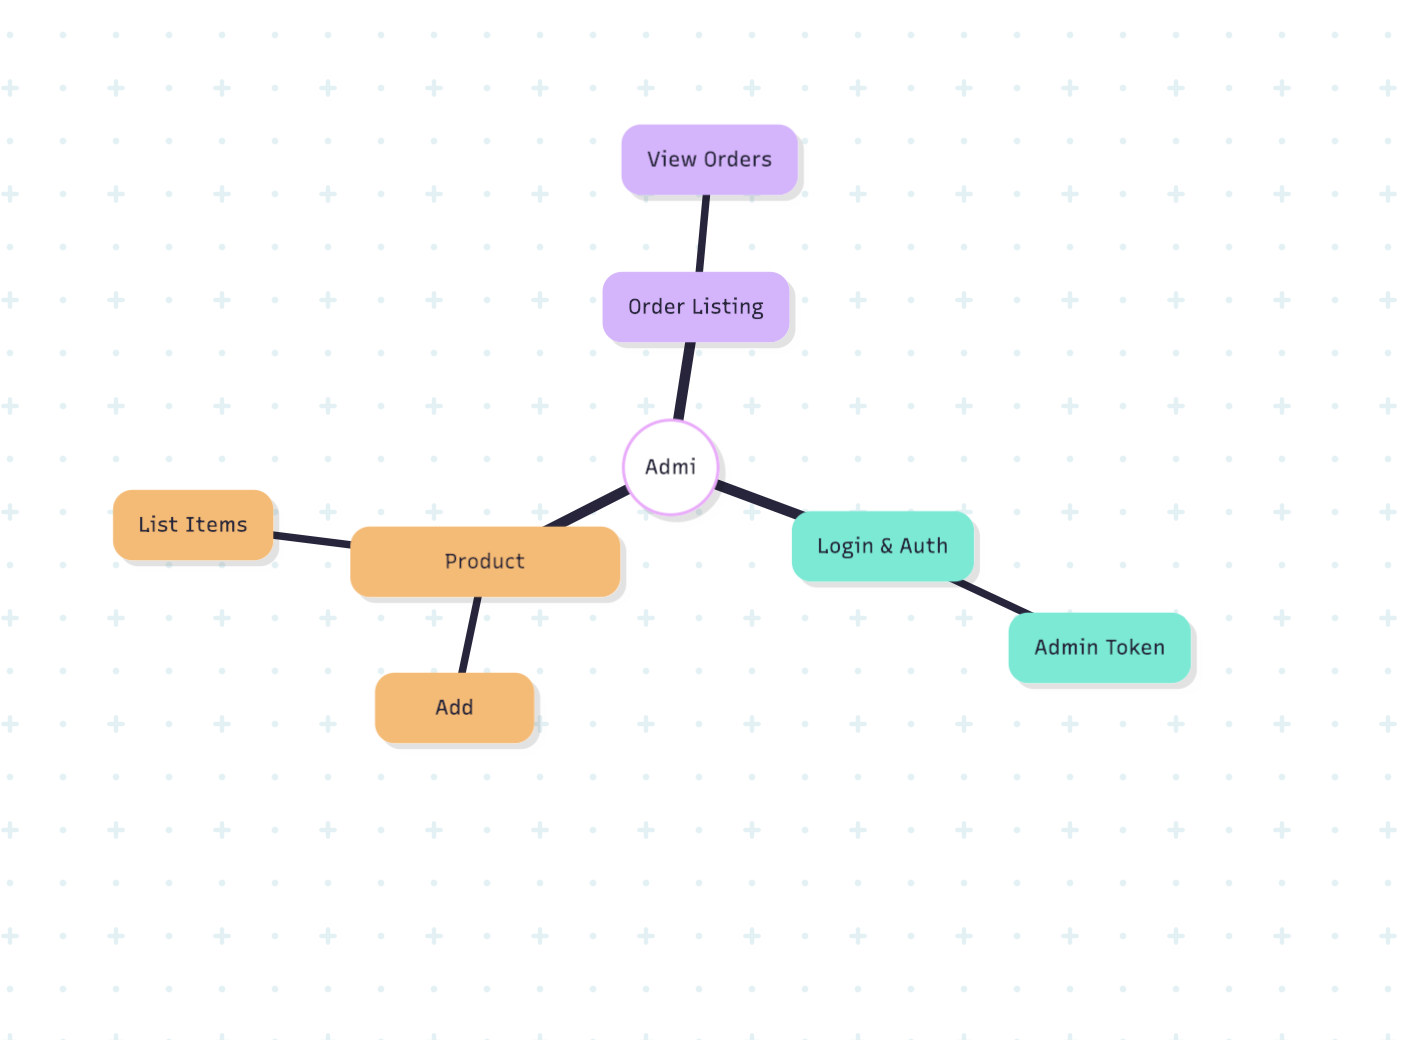 View Orders
Order Listing
Admi
List Items
Product
Login & Auth
Admin Token
Add